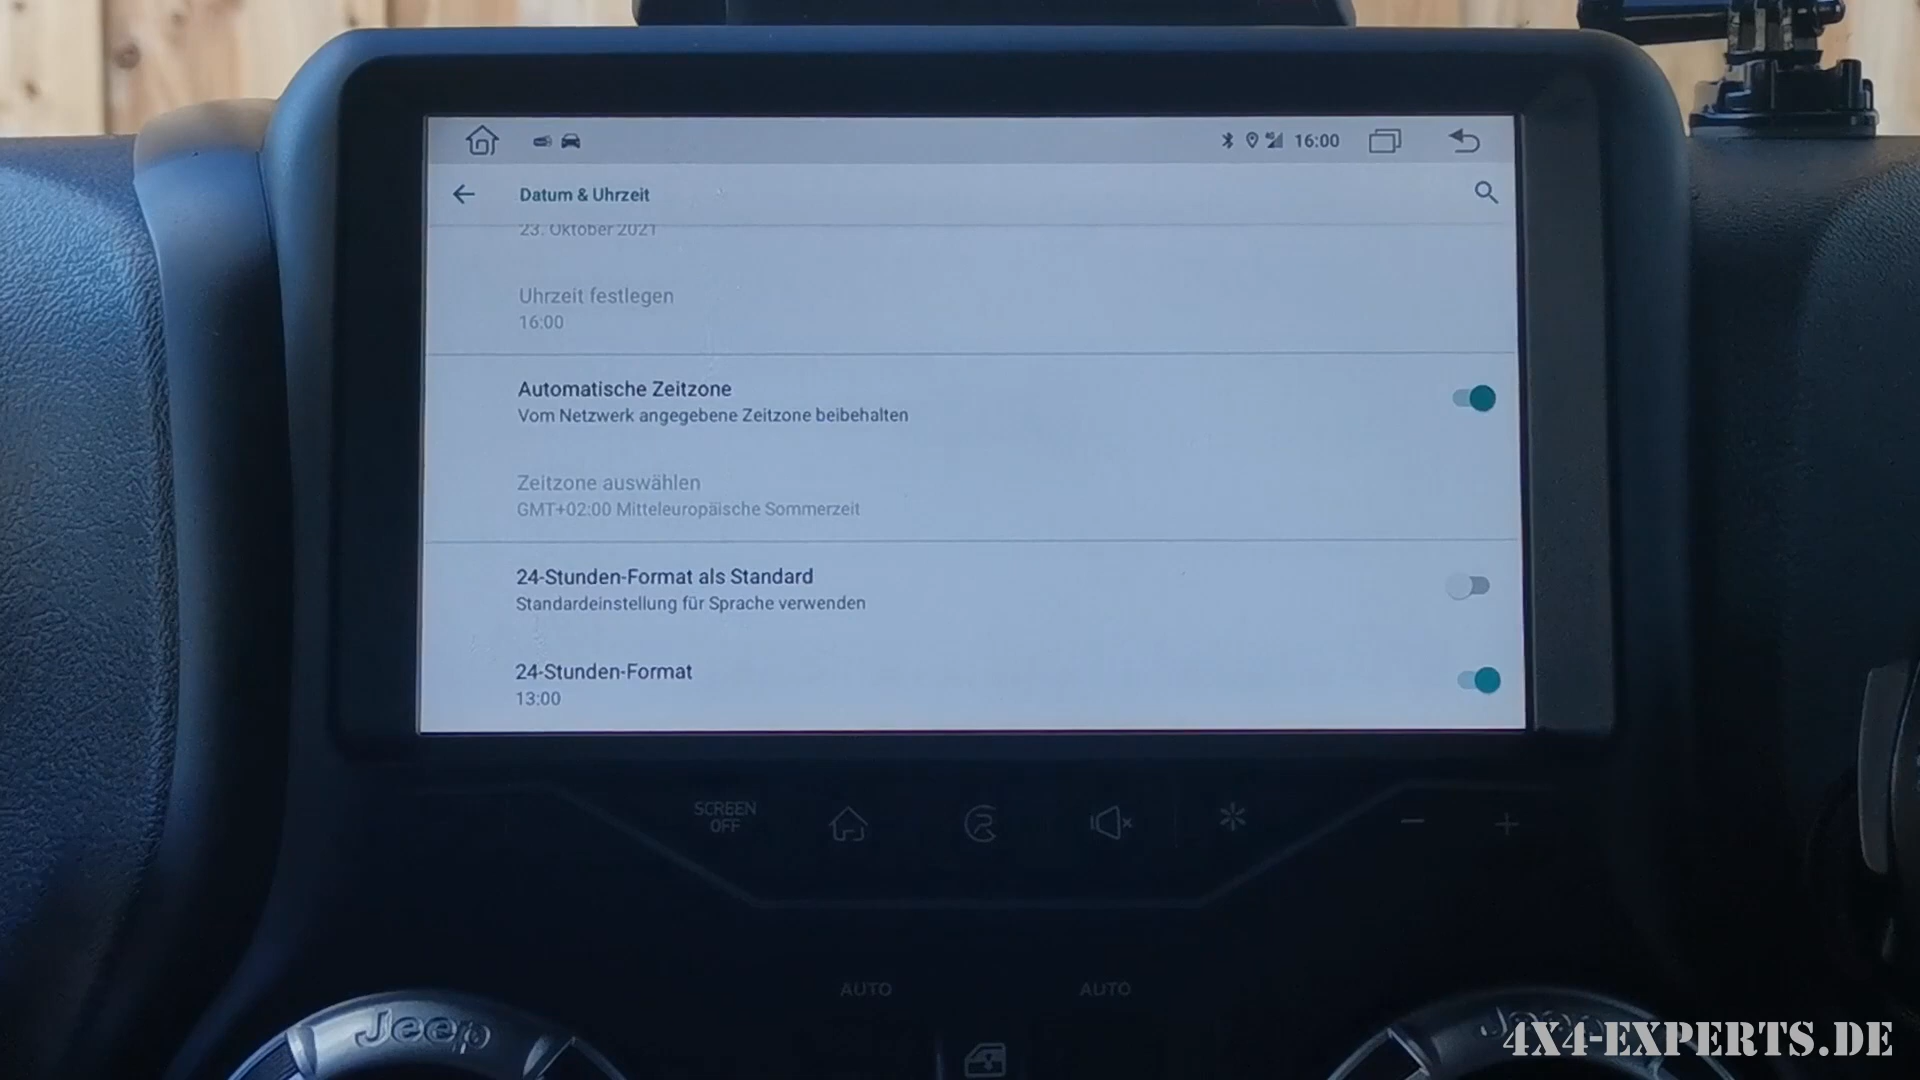 16:00
Datum & Uhrzeit
23. Oktober 2021
Uhrzeit festlegen
16:00
Automatische Zeitzone
Vom Netzwerk angegebene Zeitzone beibehalten
Zeitzone auswählen
GMT+02:00 Mitteleuropäische Sommerzeit
24-Stunden-Format als Standard
Standardeinstellung für Sprache verwenden
24-Stunden-Format
13:00
SCREEN
OFF
AUTO AUTO
Jeep Jeep
4X4-EXPERTS.DE